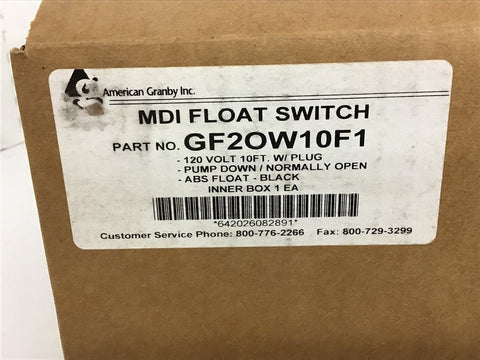 American Granby Inc.
MDI FLOAT SWITCH
PART NO. GF2OW10F1
- 120 VOLT 10FT. W/ PLUG
- PUMP DOWN / NORMALLY OPEN
- ABS FLOAT - BLACK
INNER BOX 1 EA
*642026082891*
Customer Service Phone: 800-776-2266 Fax: 800-729-3299